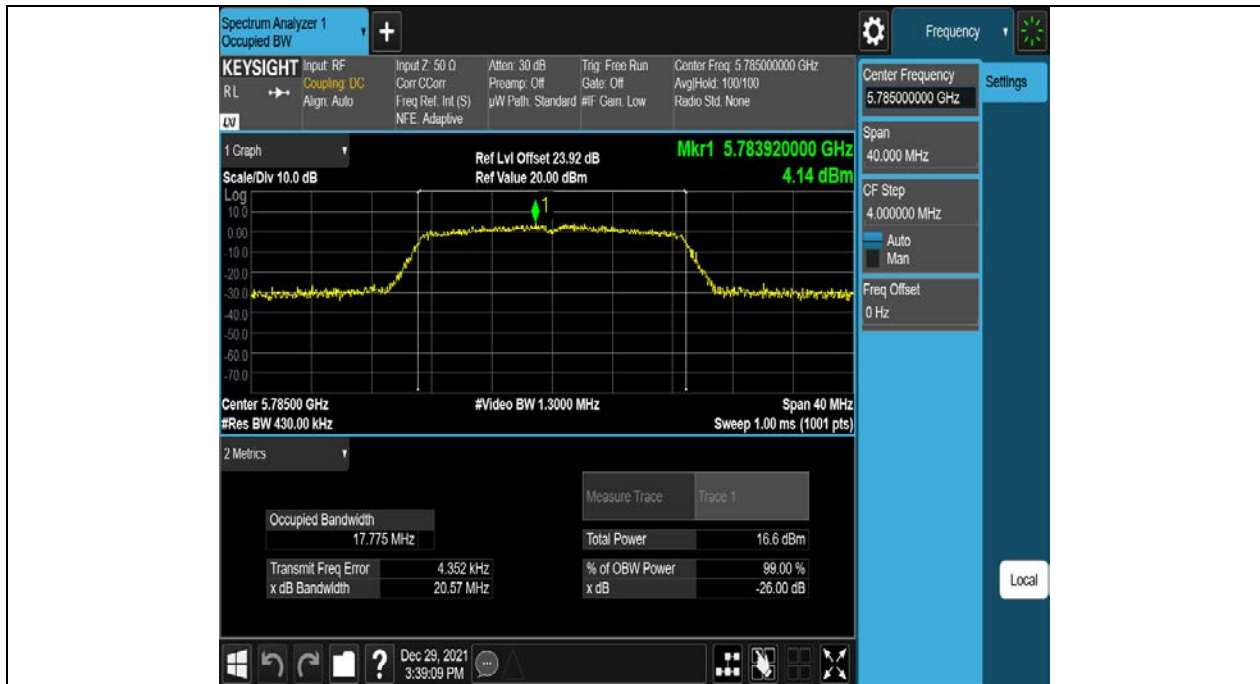 Spectrum Analyzer 1
Occupied BW
+
Frequency
KEYSIGHT
RL
LXI
Input: RF
Coupling: DC
Align: Auto
Input Z: 50 Ω
Corr CCorr
Freq Ref: Int (S)
NFE: Adaptive
Atten: 30 dB
Preamp: Off
µW Path: Standard
Trig: Free Run
Gate: Off
#IF Gain: Low
Center Freq: 5.785000000 GHz
Avg|Hold: 100/100
Radio Std: None
1 Graph
Scale/Div 10.0 dB
Ref Lvl Offset 23.92 dB
Ref Value 20.00 dBm
Mkr1 5.783920000 GHz
4.14 dBm
Log
10.0
0.00
-10.0
-20.0
-30.0
-40.0
-50.0
-60.0
-70.0
1
Center 5.78500 GHz
#Res BW 430.00 kHz
#Video BW 1.3000 MHz
Span 40 MHz
Sweep 1.00 ms (1001 pts)
2 Metrics
Measure Trace Trace 1
Occupied Bandwidth
17.775 MHz
Total Power 16.6 dBm
Transmit Freq Error 4.352 kHz
x dB Bandwidth 20.57 MHz
% of OBW Power 99.00 %
x dB -26.00 dB
Center Frequency
5.785000000 GHz
Settings
Span
40.000 MHz
CF Step
4.000000 MHz
Auto
Man
Freq Offset
0 Hz
Local
?
Dec 29, 2021
3:39:09 PM